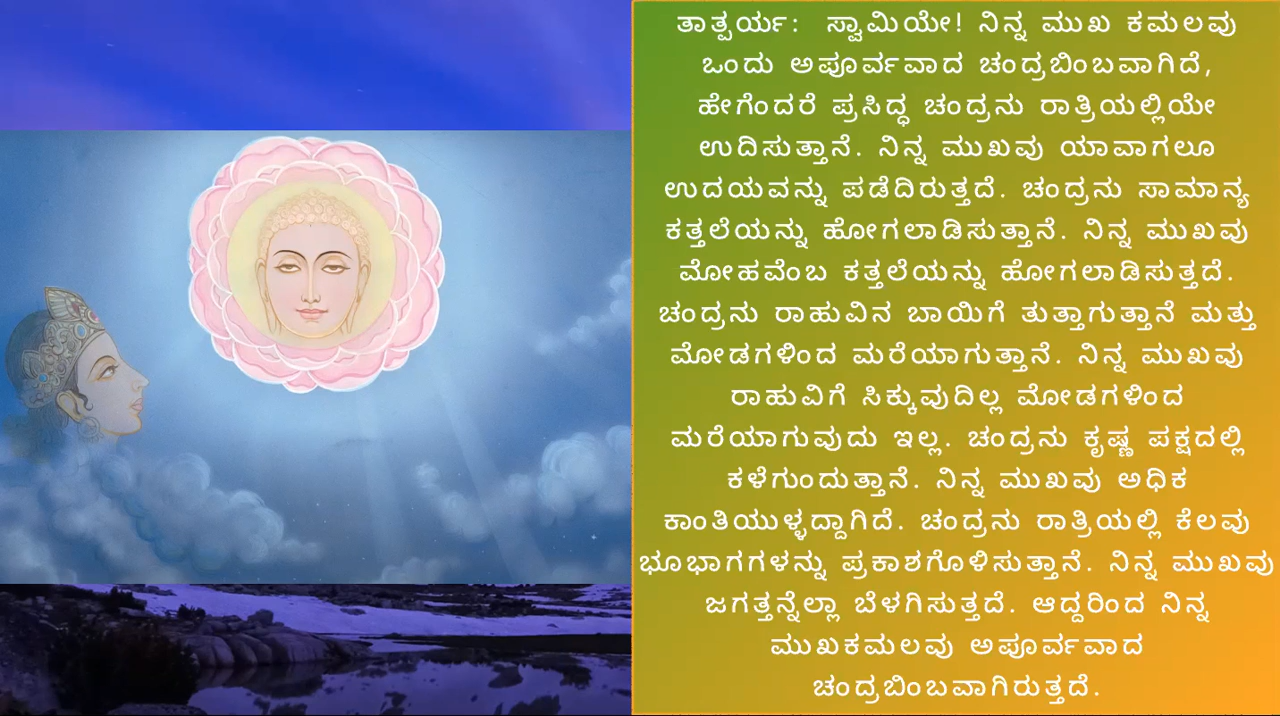 ತಾತ್ಪರ್ಯ: ಸ್ವಾಮಿಯೇ! ನಿನ್ನ ಮುಖ ಕಮಲವು
ಒಂದು ಅಪೂರ್ವವಾದ ಚಂದ್ರಬಿಂಬವಾಗಿದೆ,
ಹೇಗೆಂದರೆ ಪ್ರಸಿದ್ಧ ಚಂದ್ರನು ರಾತ್ರಿಯಲ್ಲಿಯೇ
ಉದಿಸುತ್ತಾನೆ. ನಿನ್ನ ಮುಖವು ಯಾವಾಗಲೂ
ಉದಯವನ್ನು ಪಡೆದಿರುತ್ತದೆ. ಚಂದ್ರನು ಸಾಮಾನ್ಯ
ಕತ್ತಲೆಯನ್ನು ಹೋಗಲಾಡಿಸುತ್ತಾನೆ. ನಿನ್ನ ಮುಖವು
ಮೋಹವೆಂಬ ಕತ್ತಲೆಯನ್ನು ಹೋಗಲಾಡಿಸುತ್ತದೆ.
ಚಂದ್ರನು ರಾಹುವಿನ ಬಾಯಿಗೆ ತುತ್ತಾಗುತ್ತಾನೆ ಮತ್ತು
ಮೋಡಗಳಿಂದ ಮರೆಯಾಗುತ್ತಾನೆ. ನಿನ್ನ ಮುಖವು
ರಾಹುವಿಗೆ ಸಿಕ್ಕುವುದಿಲ್ಲ ಮೋಡಗಳಿಂದ
ಮರೆಯಾಗುವುದು ಇಲ್ಲ. ಚಂದ್ರನು ಕೃಷ್ಣ ಪಕ್ಷದಲ್ಲಿ
ಕಳೆಗುಂದುತ್ತಾನೆ. ನಿನ್ನ ಮುಖವು ಅಧಿಕ
ಕಾಂತಿಯುಳ್ಳದ್ದಾಗಿದೆ. ಚಂದ್ರನು ರಾತ್ರಿಯಲ್ಲಿ ಕೆಲವು
ಭೂಭಾಗಗಳನ್ನು ಪ್ರಕಾಶಗೊಳಿಸುತ್ತಾನೆ. ನಿನ್ನ ಮುಖವು
ಜಗತ್ತನ್ನೆಲ್ಲಾ ಬೆಳಗಿಸುತ್ತದೆ. ಆದ್ದರಿಂದ ನಿನ್ನ
ಮುಖಕಮಲವು ಅಪೂರ್ವವಾದ
ಚಂದ್ರಬಿಂಬವಾಗಿರುತ್ತದೆ.